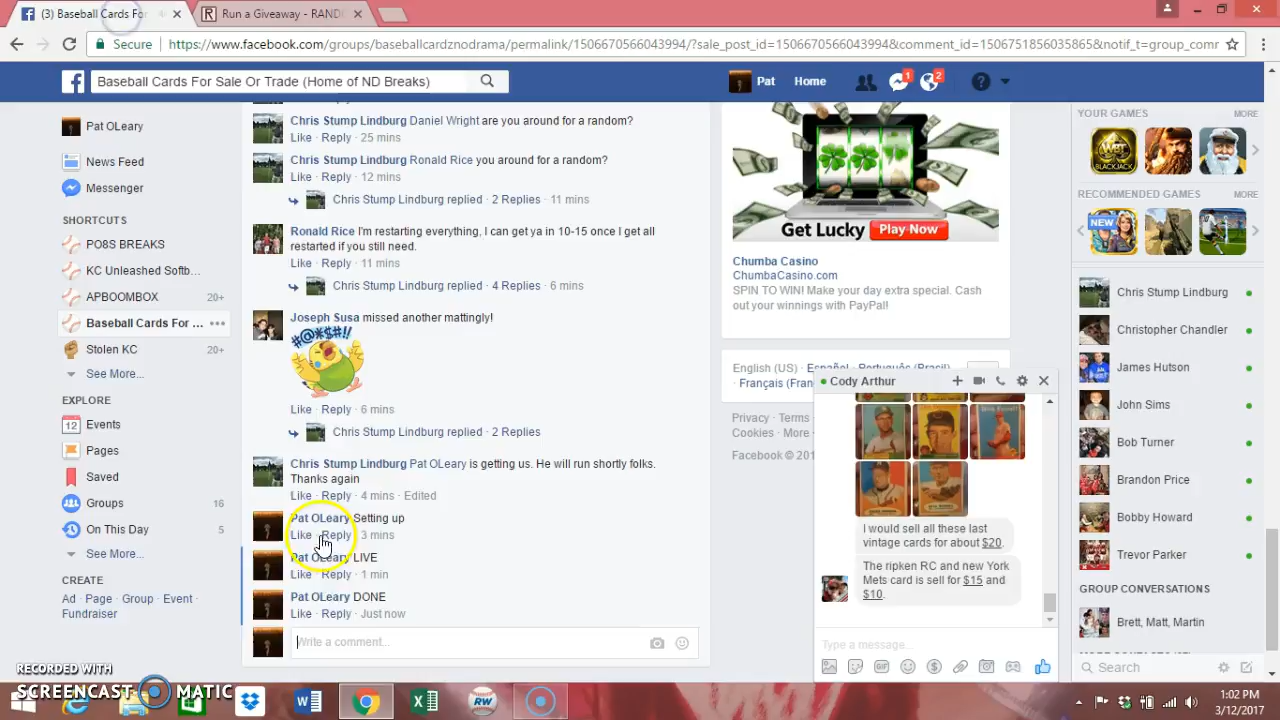 (3) Baseball Cards For
Run a Giveaway - RAND
Secure
https://www.facebook.com/groups/baseballcardznodrama/permalink/1506670566043994/?sale_post_id=1506670566043994&comment_id=1506751856035865&notif_t=group_comr
Baseball Cards For Sale Or Trade (Home of ND Breaks)
Pat
Home
1
2
Pat OLeary
News Feed
Messenger
SHORTCUTS
PO8S BREAKS
KC Unleashed Softb...
APBOOMBOX 20+
Baseball Cards For ...
Stolen KC 20+
See More...
EXPLORE
12 Events
Pages
Saved
Groups 16
On This Day 5
See More...
CREATE
Ad · Page · Group · Event ·
Fundraiser
Chris Stump Lindburg Daniel Wright are you around for a random?
Like · Reply · 25 mins
Chris Stump Lindburg Ronald Rice you around for a random?
Like · Reply · 12 mins
Chris Stump Lindburg replied · 2 Replies · 11 mins
Ronald Rice I'm restarting everything, I can get ya in 10-15 once I get all
restarted if you still need.
Like · Reply · 11 mins
Chris Stump Lindburg replied · 4 Replies · 6 mins
Joseph Susa missed another mattingly!
#@*$#!!
Like · Reply · 6 mins
Chris Stump Lindburg replied · 2 Replies
Chris Stump Lindburg Pat OLeary is getting us. He will run shortly folks.
Thanks again
Like · Reply · 4 mins · Edited
Pat OLeary Setting up
Like · Reply · 3 mins
Pat OLeary LIVE
Like · Reply · 1 min
Pat OLeary DONE
Like · Reply · Just now
Write a comment...
Get Lucky Play Now
Chumba Casino
ChumbaCasino.com
SPIN TO WIN! Make your day extra special. Cash
out your winnings with PayPal!
English (US) · Español · Português (Brasil) ·
Français (Fran
Privacy · Terms
Cookies · More
Facebook © 201
Cody Arthur
I would sell all these last
vintage cards for about $20.
The ripken RC and new York
Mets card is sell for $15 and
$10.
Type a message...
GIF
YOUR GAMES MORE
BLACKJACK
RECOMMENDED GAMES MORE
NEW
Chris Stump Lindburg
Christopher Chandler
James Hutson
John Sims
Bob Turner
Brandon Price
Bobby Howard
Trevor Parker
GROUP CONVERSATIONS
Brett, Matt, Martin
Search
RECORDED WITH
SCREENCAST MATIC
RW
1:02 PM
3/12/2017